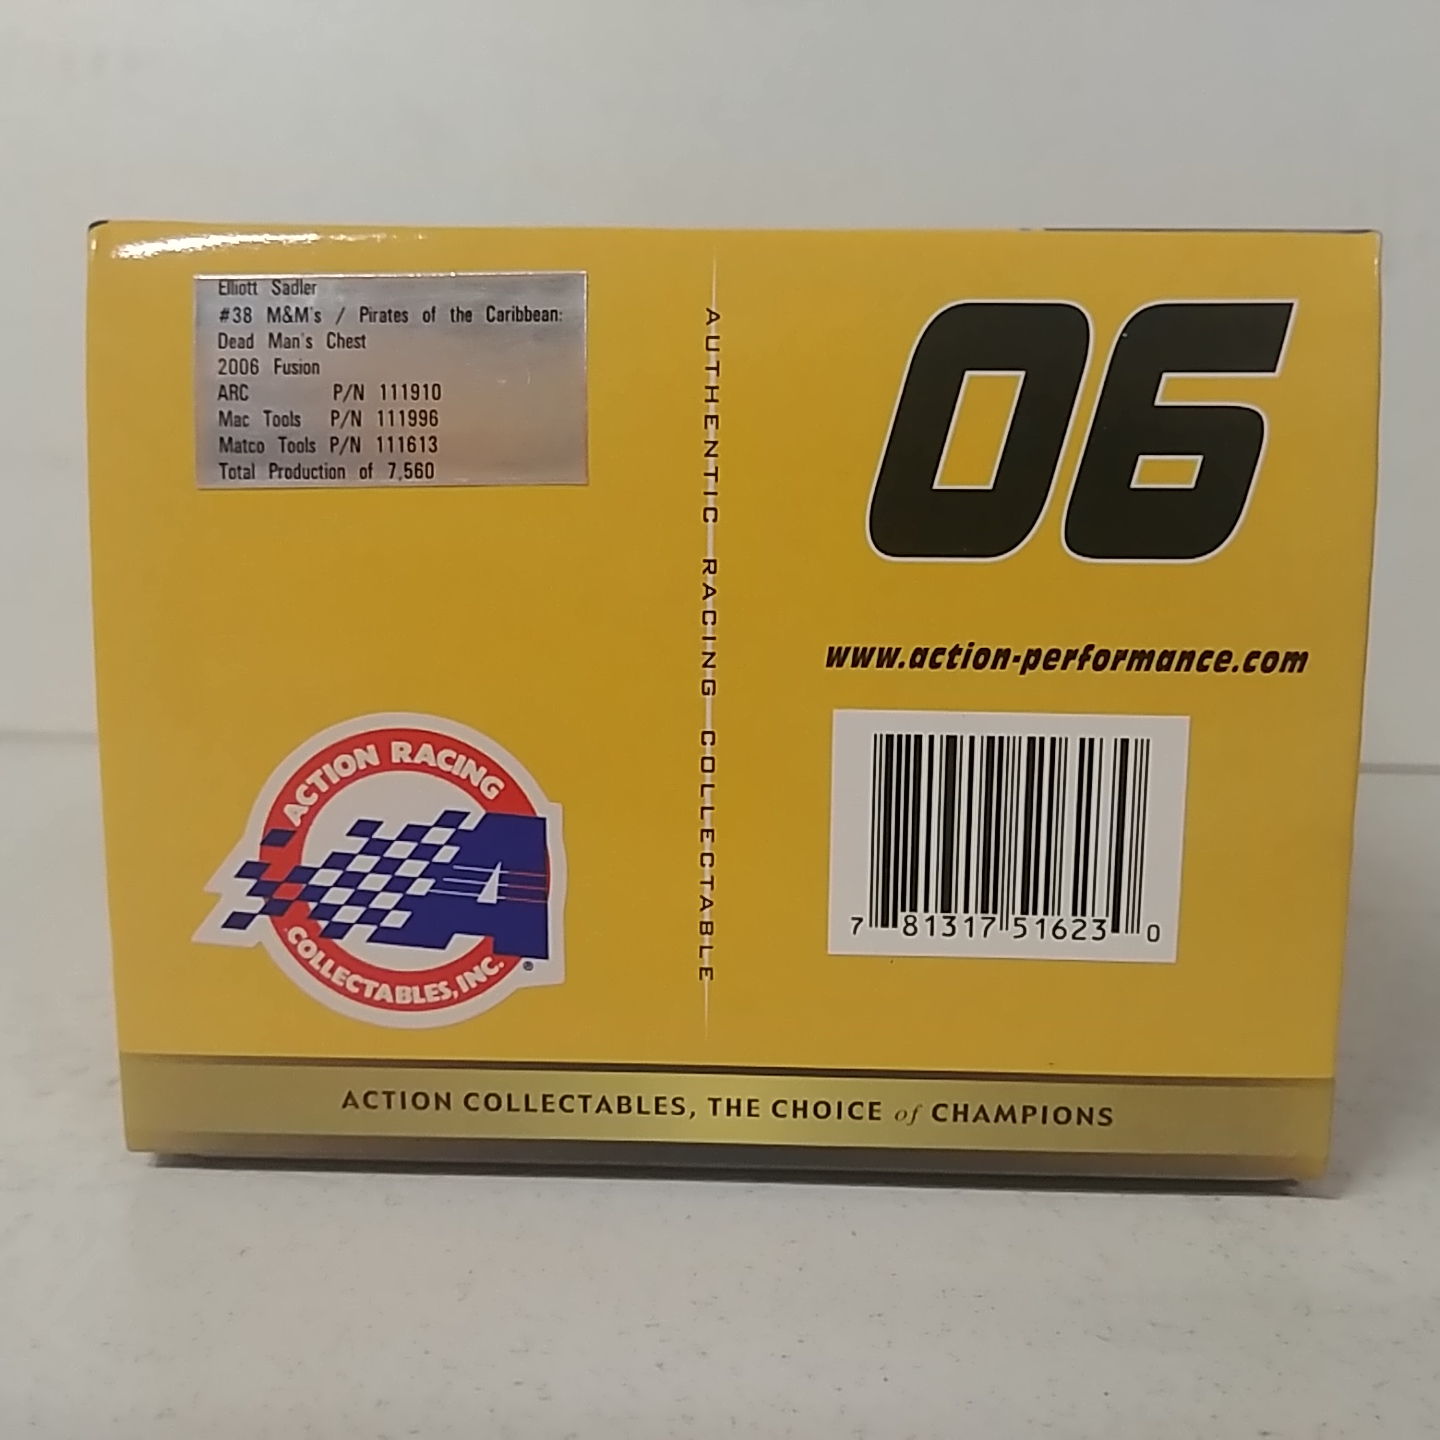 Elliott Sadler
#38 M&M's / Pirates of the Caribbean:
Dead Man's Chest
2006 Fusion
ARC P/N 111910
Mac Tools P/N 111996
Matco Tools P/N 111613
Total Production of 7,560
AUTHENTIC RACING COLLECTABLE
06
www.action-performance.com
ACTION RACING
COLLECTABLES, INC.
®
7 81317 51623 0
ACTION COLLECTABLES, THE CHOICE of CHAMPIONS